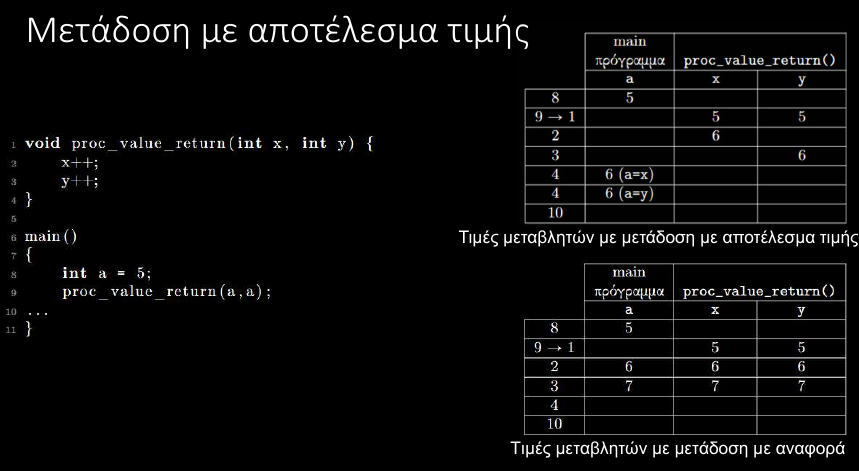 Μετάδοση με αποτέλεσμα τιμής
1 void proc_value_return(int x, int y) {
2 x++;
3 y++;
4 }
5
6 main()
7 {
8 int a = 5;
9 proc_value_return(a,a);
10 ...
11 }
main
πρόγραμμα proc_value_return()
a x y
8 5
9 → 1 5 5
2 6
3 6
4 6 (a=x)
4 6 (a=y)
10
Τιμές μεταβλητών με μετάδοση με αποτέλεσμα τιμής
main
πρόγραμμα proc_value_return()
a x y
8 5
9 → 1 5 5
2 6 6 6
3 7 7 7
4
10
Τιμές μεταβλητών με μετάδοση με αναφορά